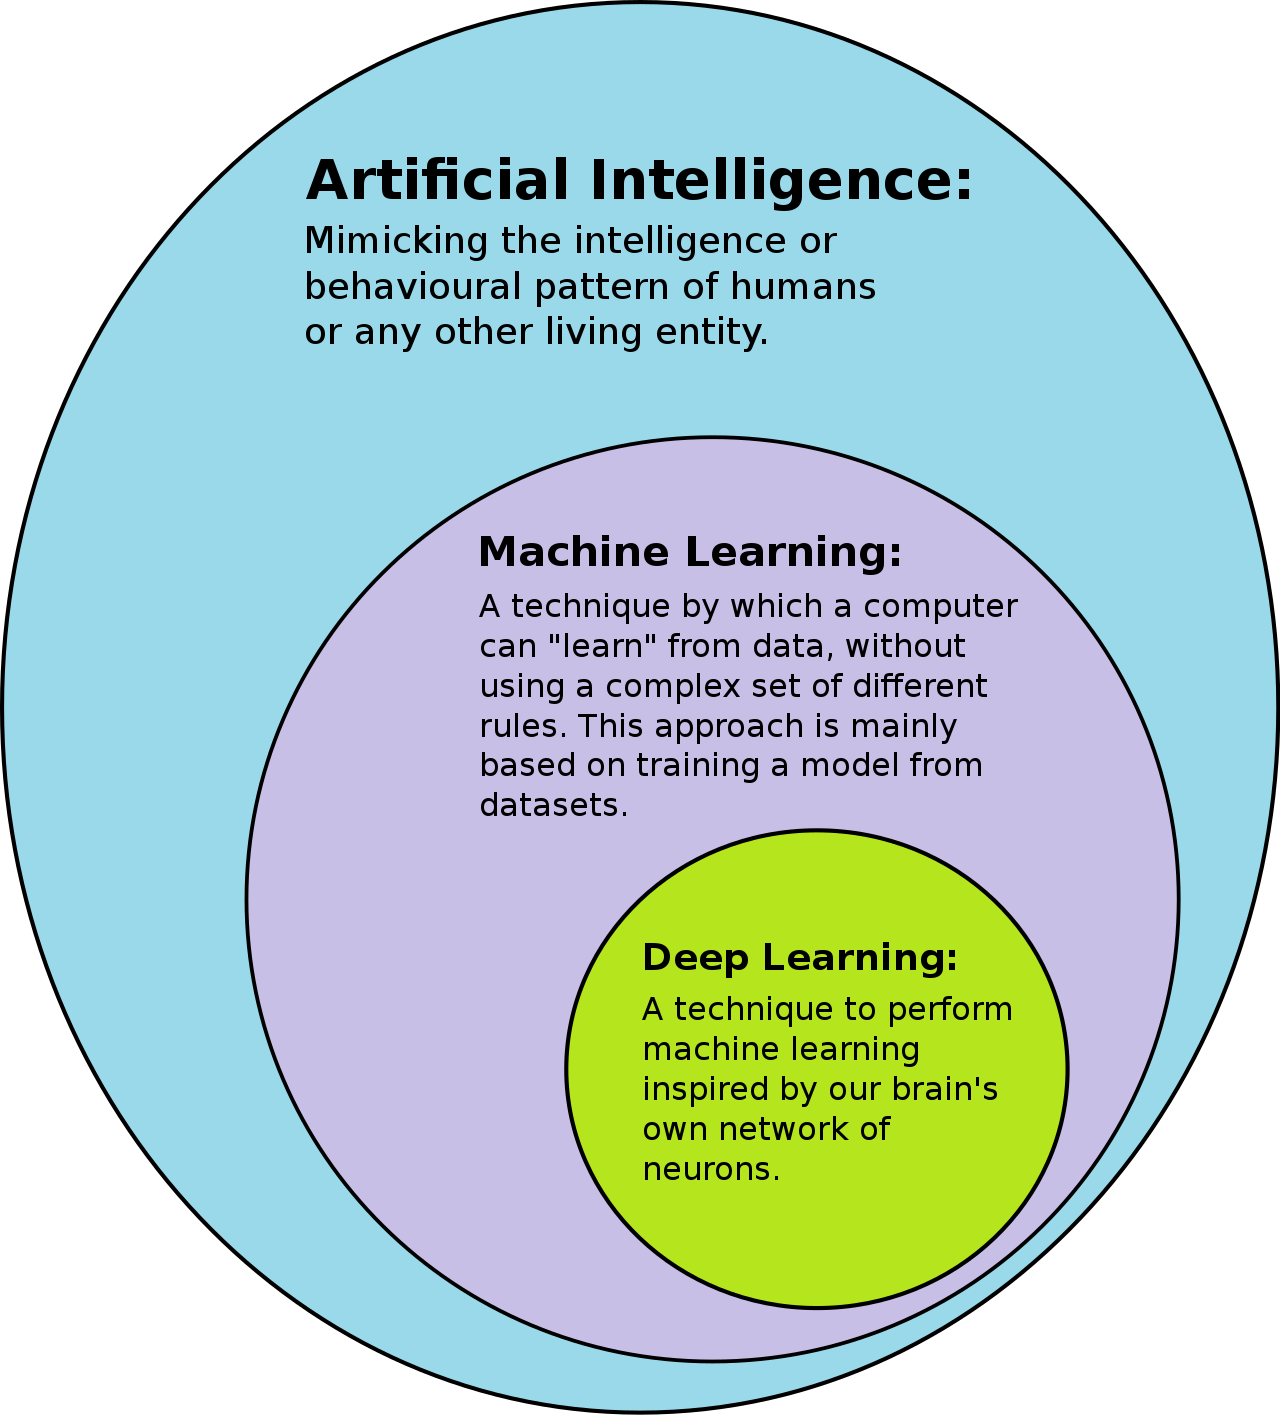 Artificial Intelligence:
Mimicking the intelligence or
behavioural pattern of humans
or any other living entity.
Machine Learning:
A technique by which a computer
can "learn" from data, without
using a complex set of different
rules. This approach is mainly
based on training a model from
datasets.
Deep Learning:
A technique to perform
machine learning
inspired by our brain's
own network of
neurons.